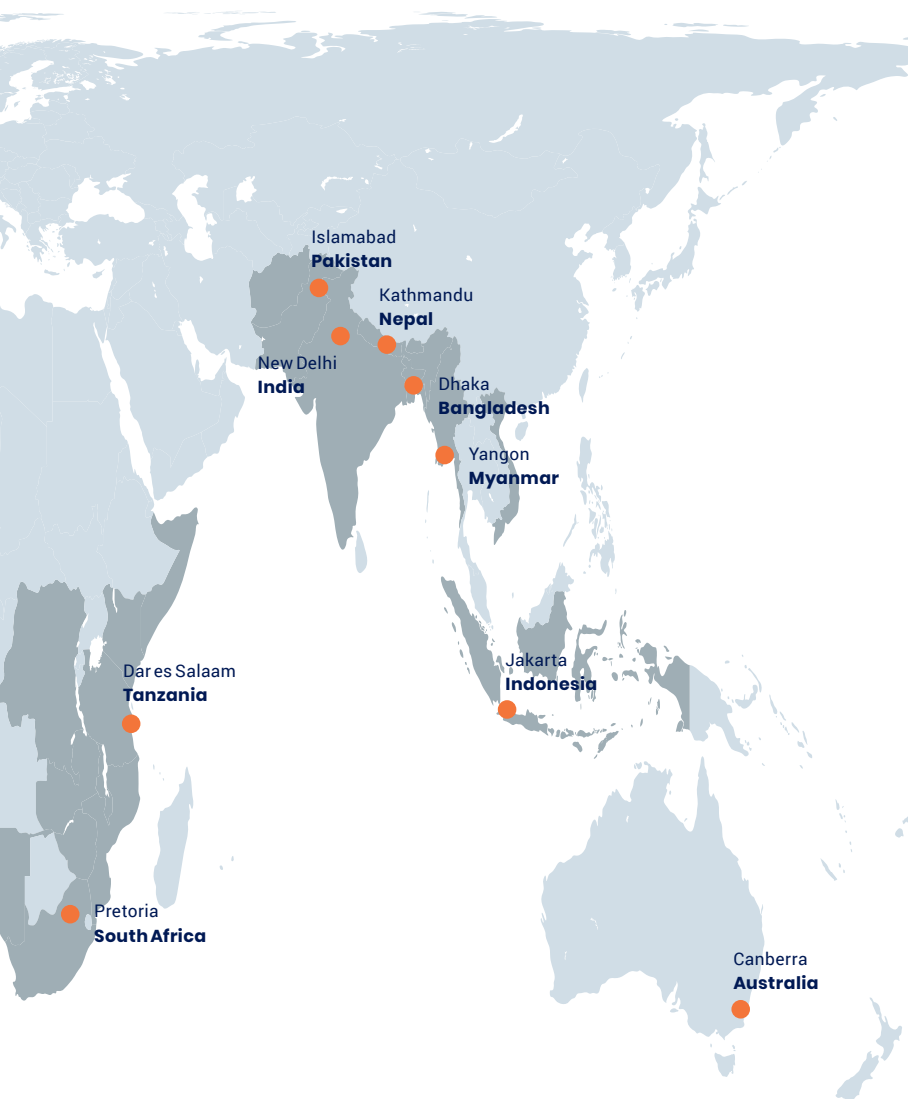 Islamabad
Pakistan
Kathmandu
Nepal
New Delhi
India
Dhaka
Bangladesh
Yangon
Myanmar
Jakarta
Indonesia
Dar es Salaam
Tanzania
Pretoria
South Africa
Canberra
Australia